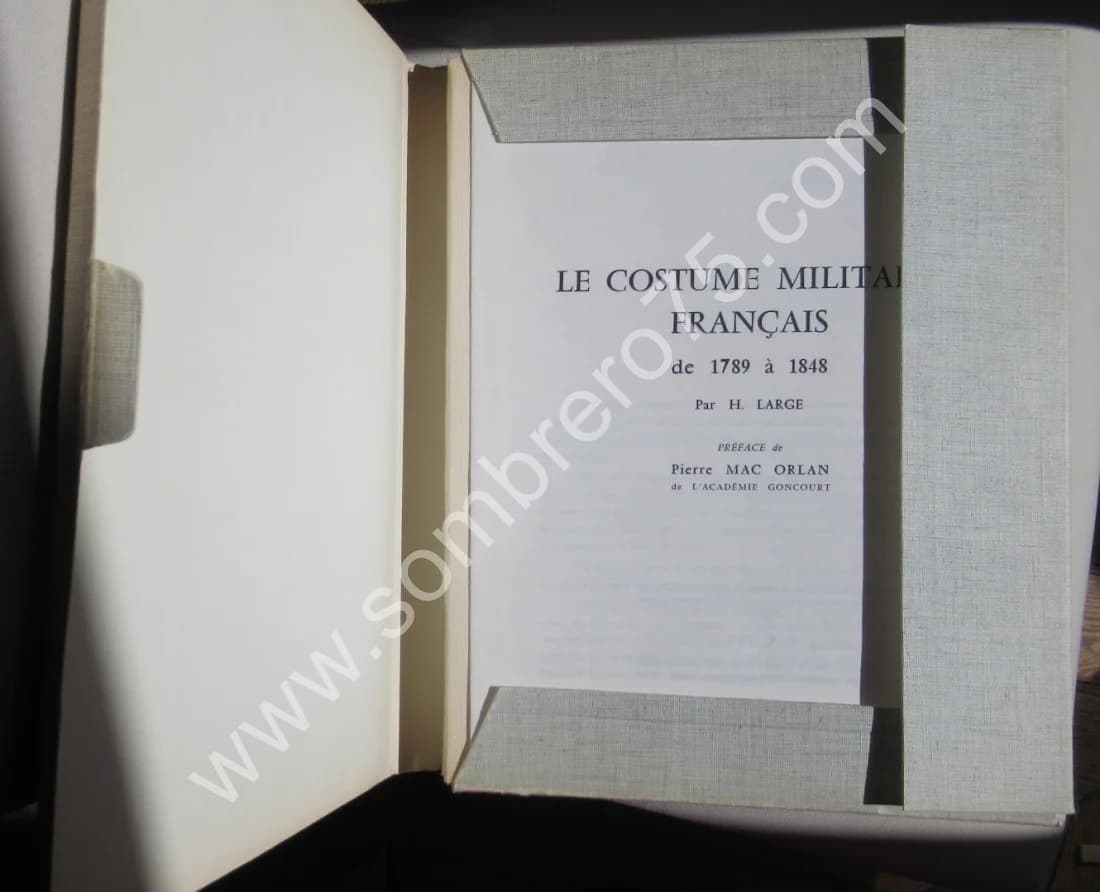 LE COSTUME MILITA
FRANÇAIS
de 1789 à 1848
Par H. LARGE
PRÉFACE de
Pierre MAC ORLAN
de L'ACADÉMIE GONCOURT
www.sombrero75.com